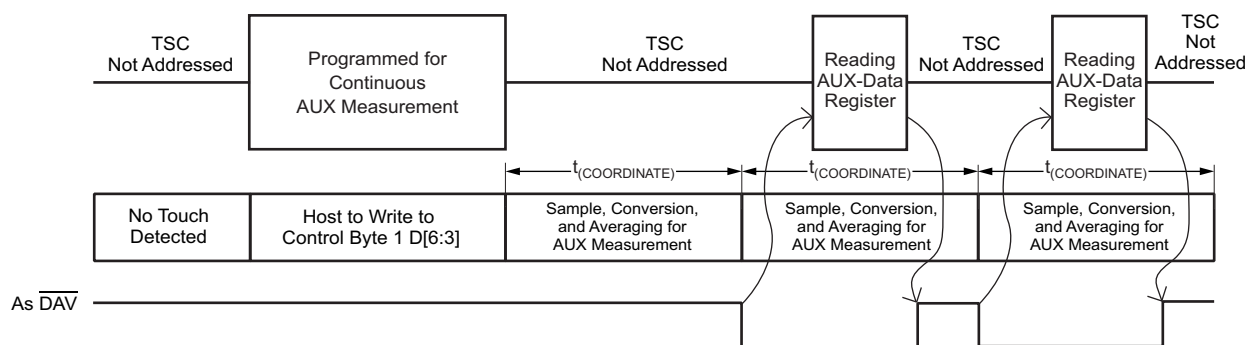 TSC
Not Addressed
Programmed for
Continuous
AUX Measurement
TSC
Not Addressed
Reading
AUX-Data
Register
TSC
Not Addressed
Reading
AUX-Data
Register
TSC
Not
Addressed
t(COORDINATE)
t(COORDINATE)
t(COORDINATE)
No Touch
Detected
Host to Write to
Control Byte 1 D[6:3]
Sample, Conversion,
and Averaging for
AUX Measurement
Sample, Conversion,
and Averaging for
AUX Measurement
Sample, Conversion,
and Averaging for
AUX Measurement
As D̅A̅V̅